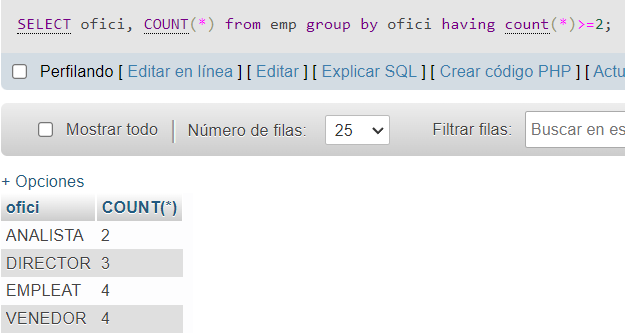 SELECT ofici, COUNT(*) from emp group by ofici having count(*)>=2;
Perfilando [ Editar en línea ] [ Editar ] [ Explicar SQL ] [ Crear código PHP ] [ Actu
Mostrar todo | Número de filas: 25 Filtrar filas: Buscar en es
+ Opciones
ofici COUNT(*)
ANALISTA 2
DIRECTOR 3
EMPLEAT 4
VENEDOR 4